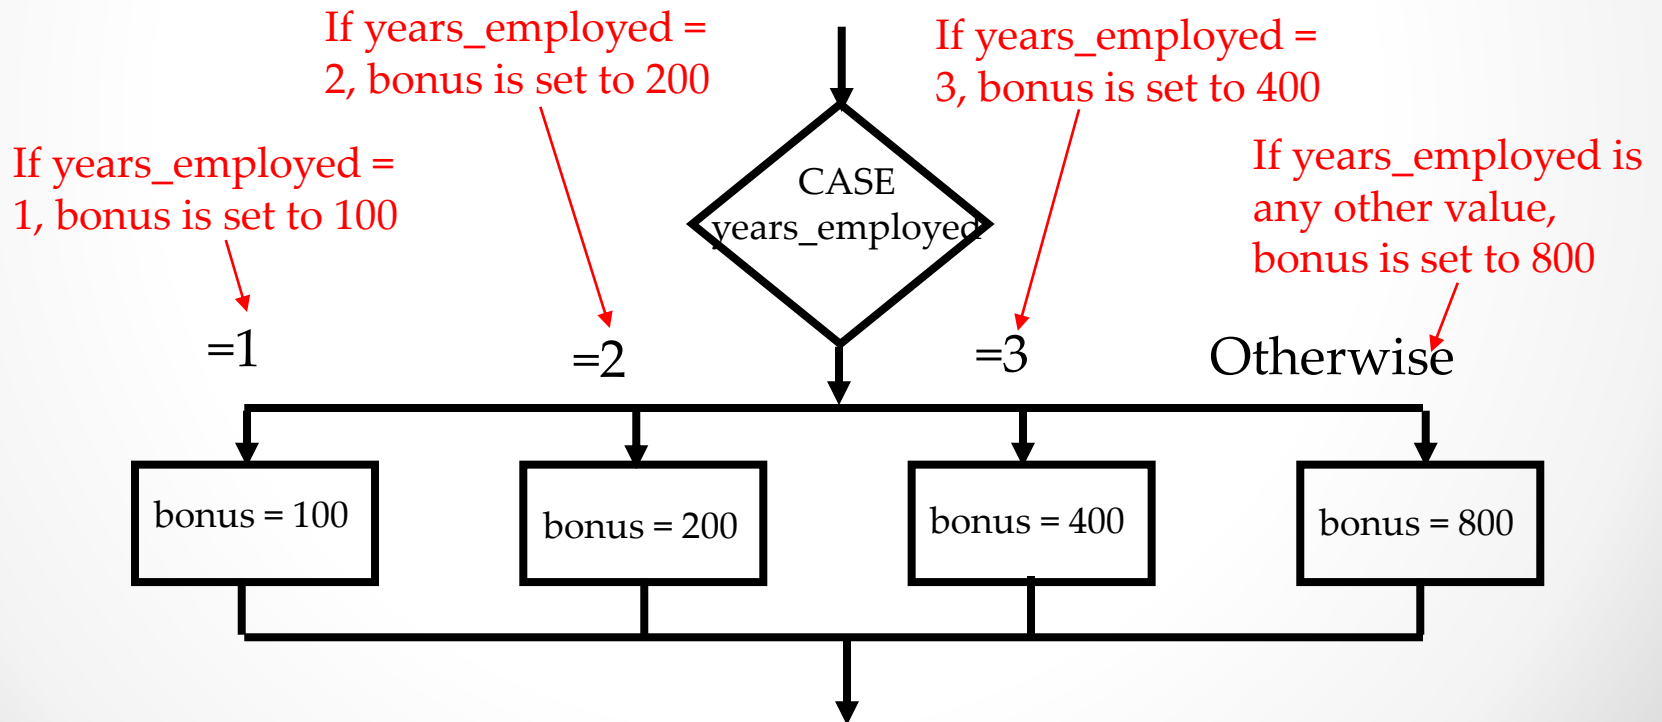 If years_employed =
2, bonus is set to 200
If years_employed =
3, bonus is set to 400
If years_employed =
1, bonus is set to 100
CASE
years_employed
If years_employed is
any other value,
bonus is set to 800
=1
=2
=3
Otherwise
bonus = 100
bonus = 200
bonus = 400
bonus = 800